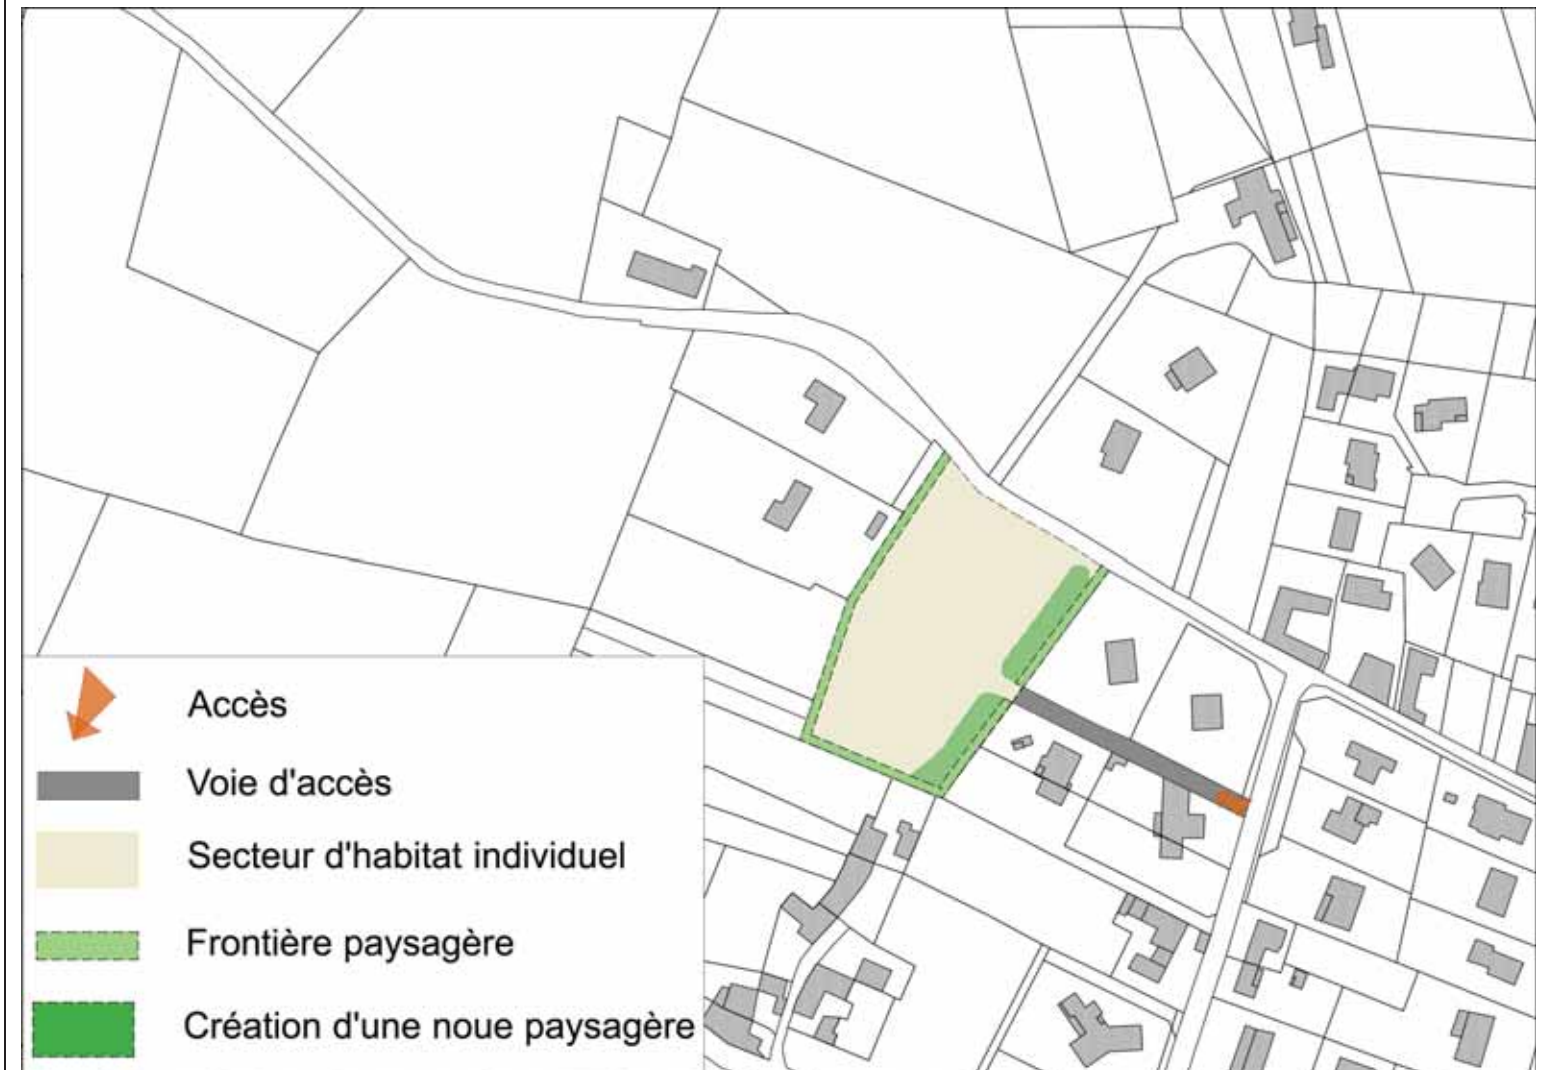 Accès
Voie d'accès
Secteur d'habitat individuel
Frontière paysagère
Création d'une noue paysagère